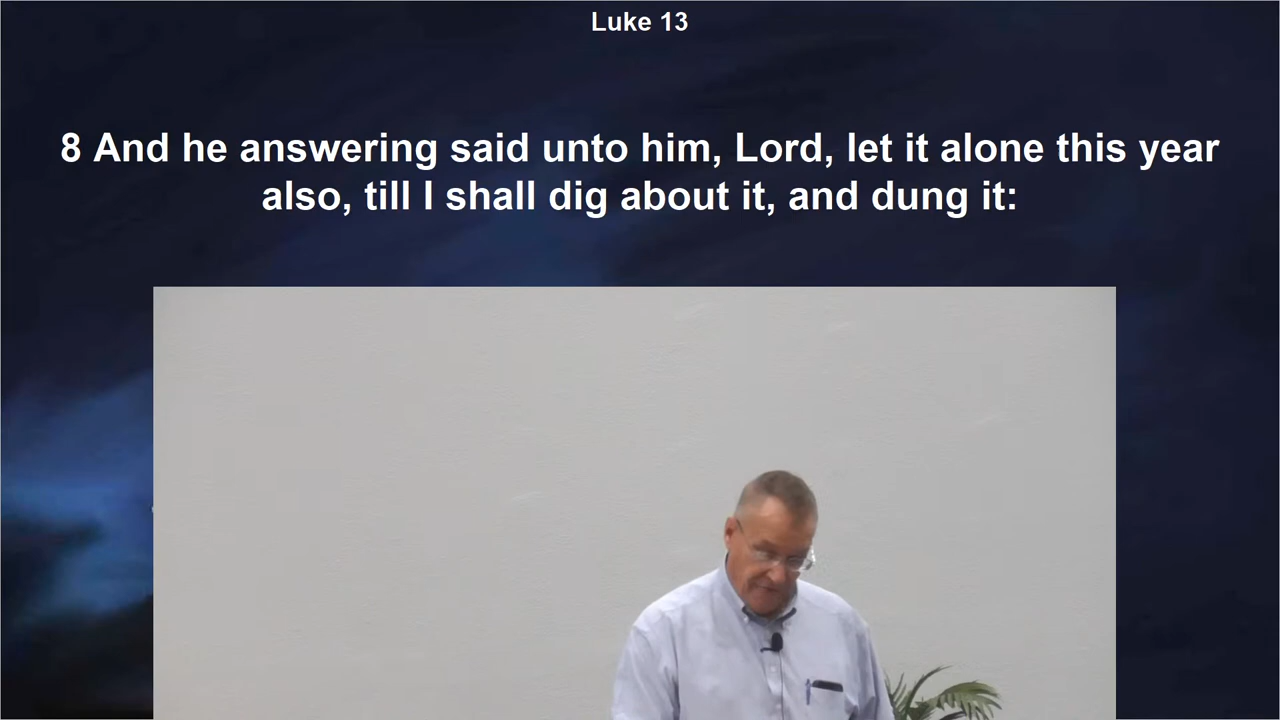 Luke 13
8 And he answering said unto him, Lord, let it alone this year
also, till I shall dig about it, and dung it: